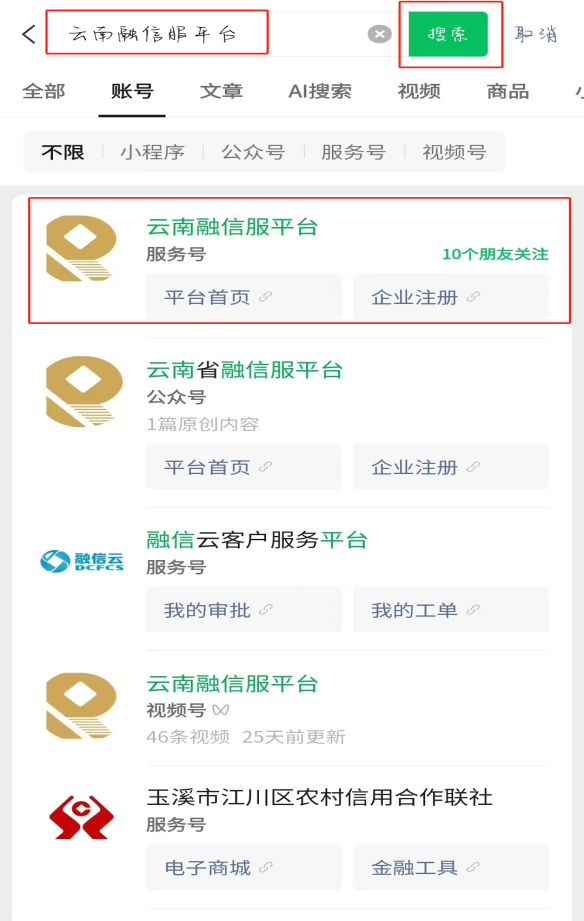 云南融信服平台
搜索
取消
全部 账号 文章 AI搜索 视频 商品
不限 小程序 公众号 服务号 视频号
云南融信服平台
服务号
10个朋友关注
平台首页 企业注册
云南省融信服平台
公众号
1篇原创内容
平台首页 企业注册
融信云
DCFCS
融信云客户服务平台
服务号
我的审批 我的工单
云南融信服平台
视频号
46条视频 25天前更新
玉溪市江川区农村信用合作联社
服务号
电子商城 金融工具